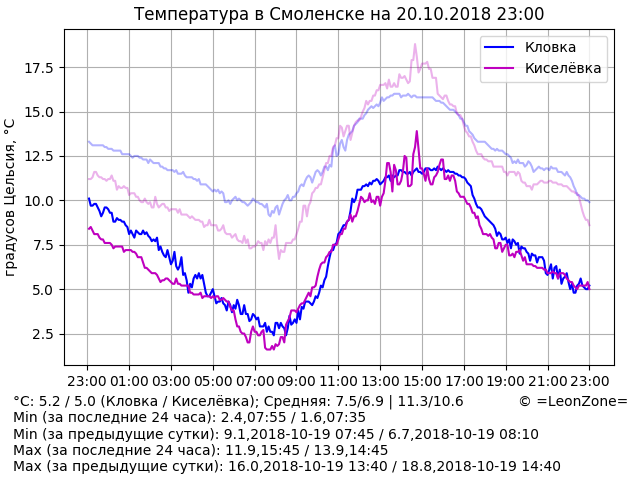 Температура в Смоленске на 20.10.2018 23:00
градусов Цельсия, °C
17.5
15.0
12.5
10.0
7.5
5.0
2.5
Кловка
Киселёвка
23:00 01:00 03:00 05:00 07:00 09:00 11:00 13:00 15:00 17:00 19:00 21:00 23:00
°C: 5.2 / 5.0 (Кловка / Киселёвка); Средняя: 7.5/6.9 | 11.3/10.6 © =LeonZone=
Min (за последние 24 часа): 2.4,07:55 / 1.6,07:35
Min (за предыдущие сутки): 9.1,2018-10-19 07:45 / 6.7,2018-10-19 08:10
Max (за последние 24 часа): 11.9,15:45 / 13.9,14:45
Max (за предыдущие сутки): 16.0,2018-10-19 13:40 / 18.8,2018-10-19 14:40